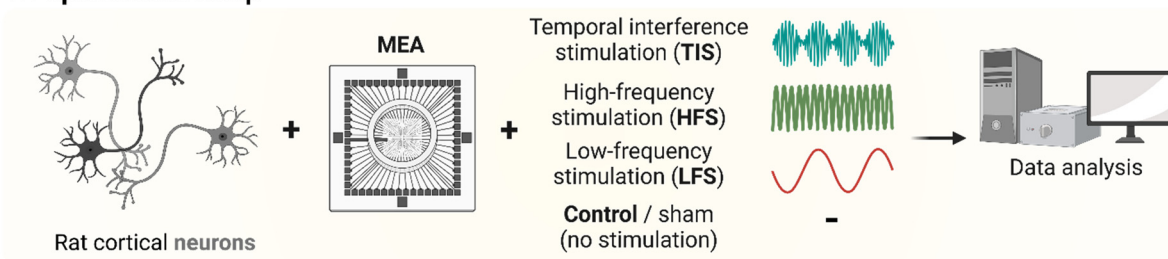 MEA
Temporal interference
stimulation (TIS)
High-frequency
stimulation (HFS)
Low-frequency
stimulation (LFS)
Control / sham
(no stimulation)
Rat cortical neurons
Data analysis